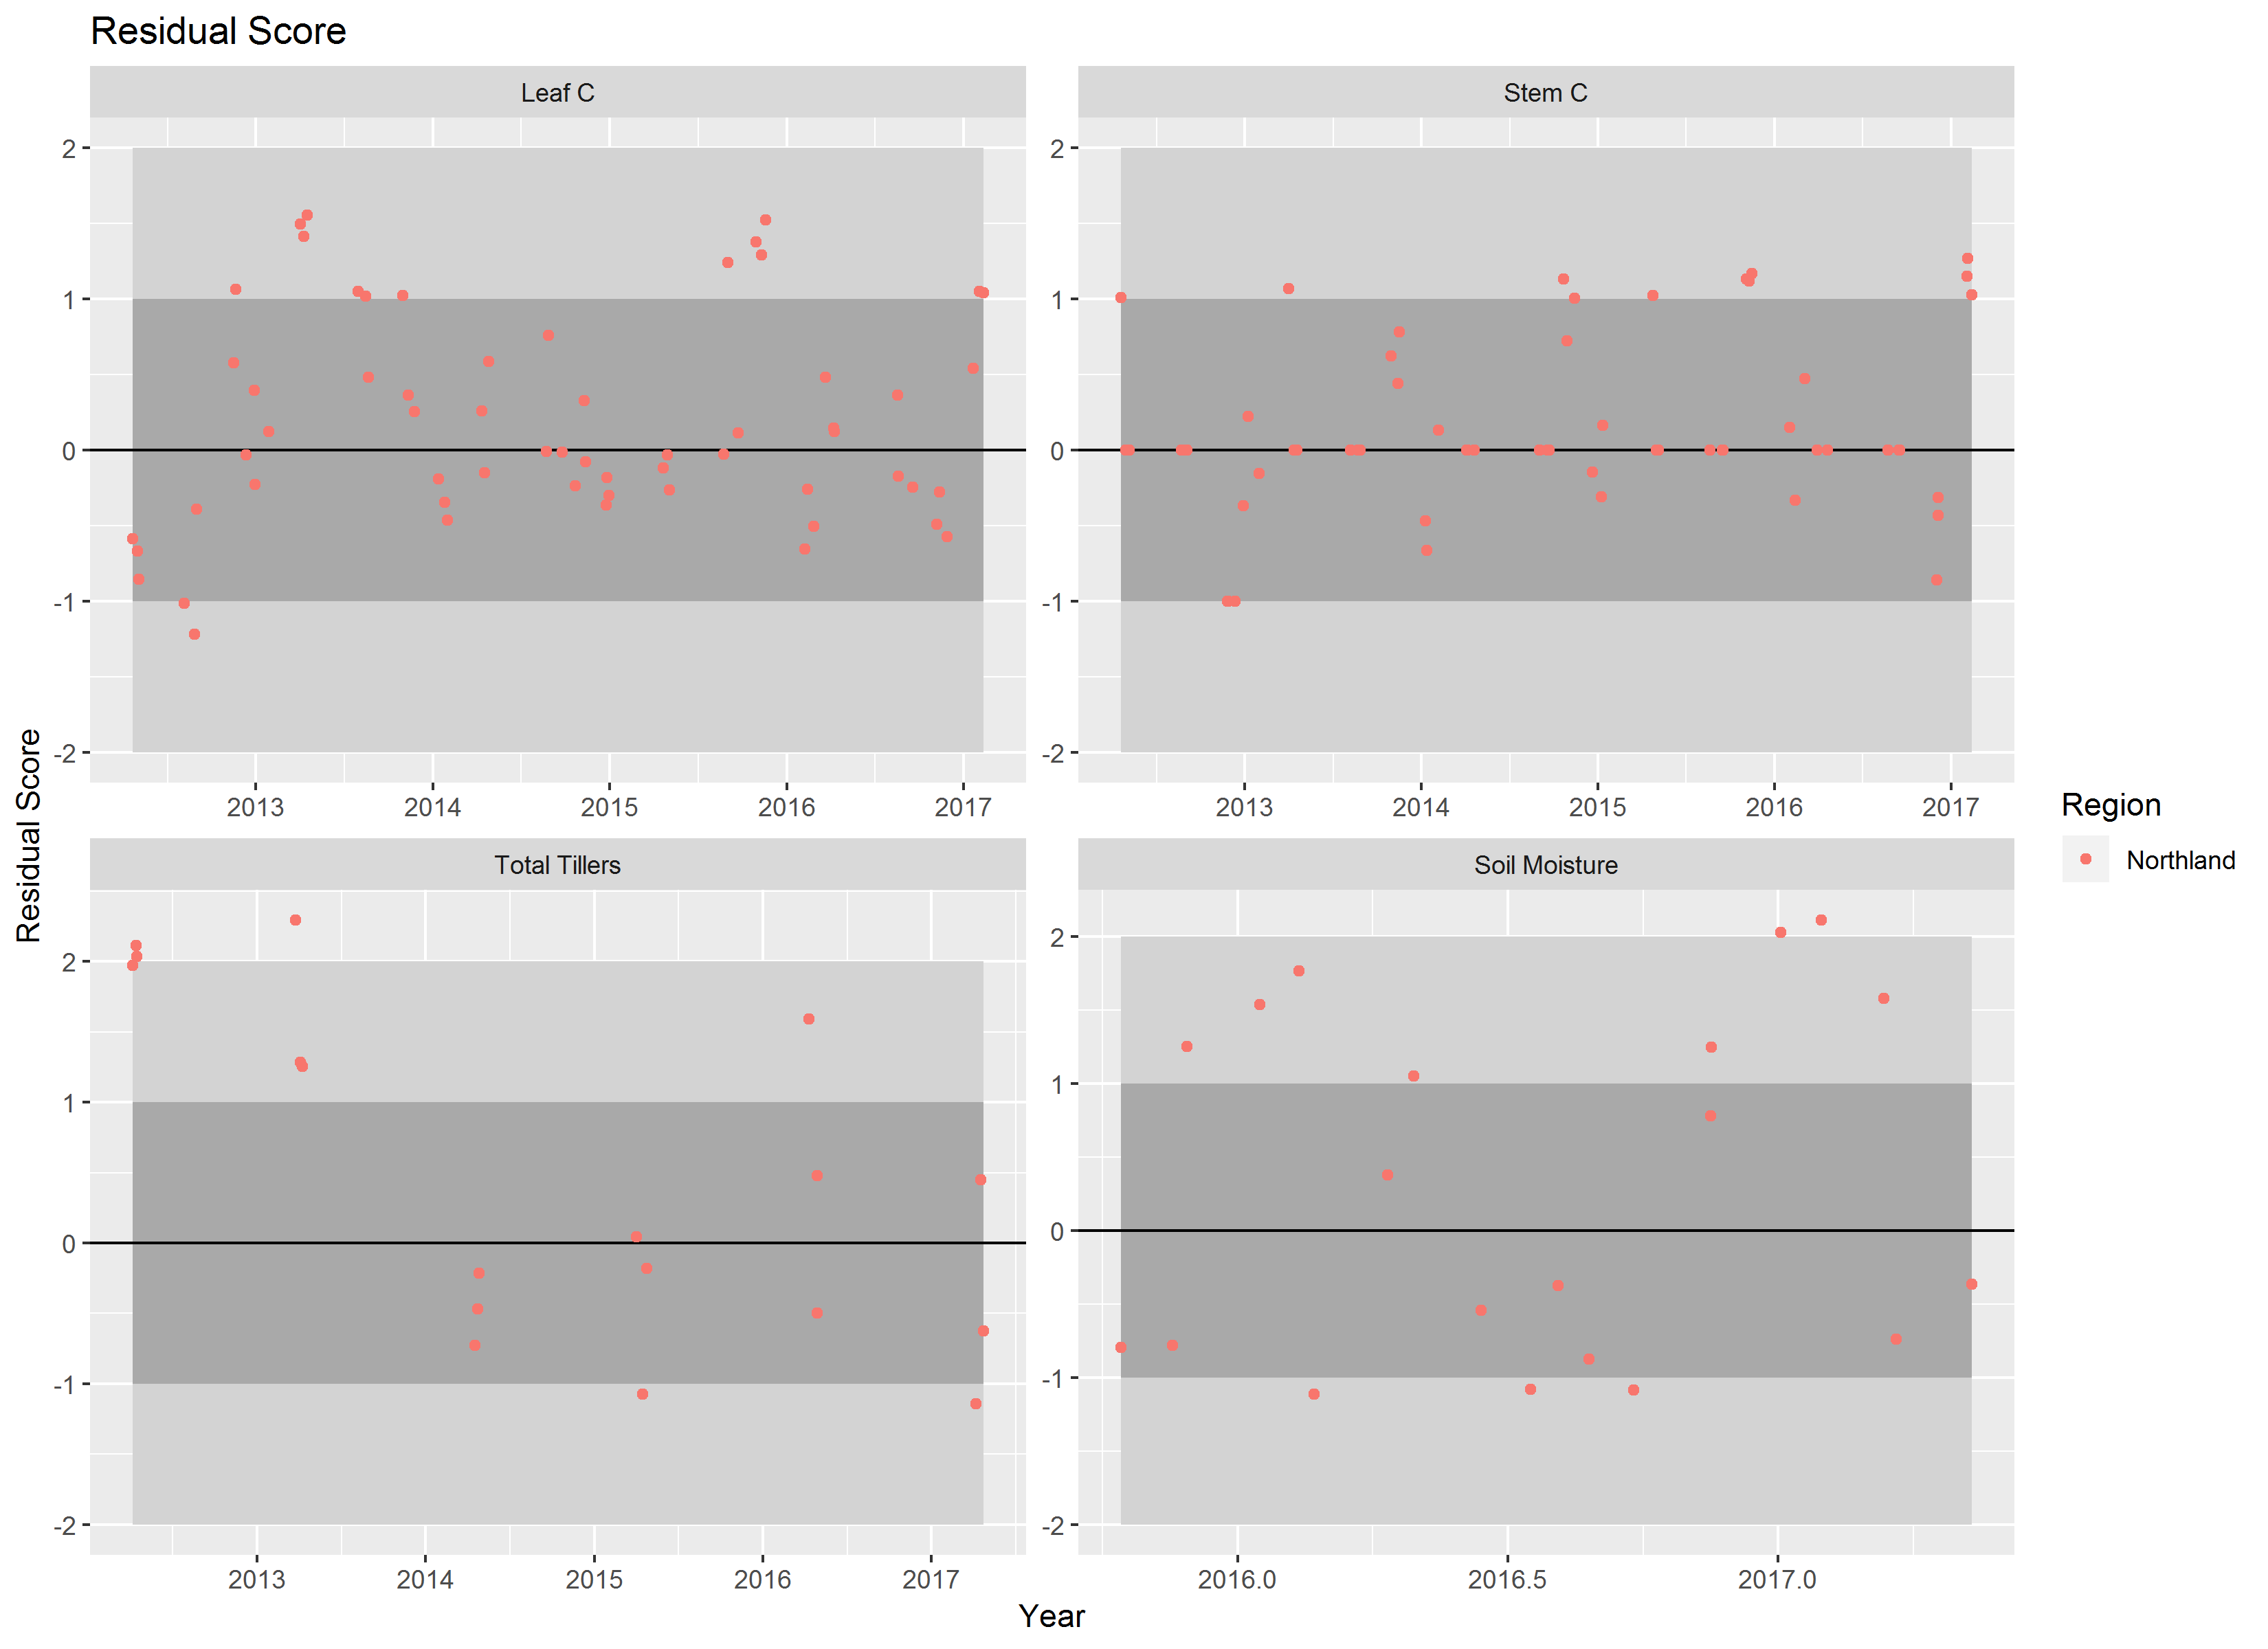 Residual Score
Leaf C
Stem C
2
1
0
-1
-2
2
1
0
-1
-2
2013 2014 2015 2016 2017
2013 2014 2015 2016 2017
Total Tillers
Soil Moisture
2
1
0
-1
-2
2
1
0
-1
-2
2013 2014 2015 2016 2017
2016.0 2016.5 2017.0
Residual Score
Year
Region
Northland